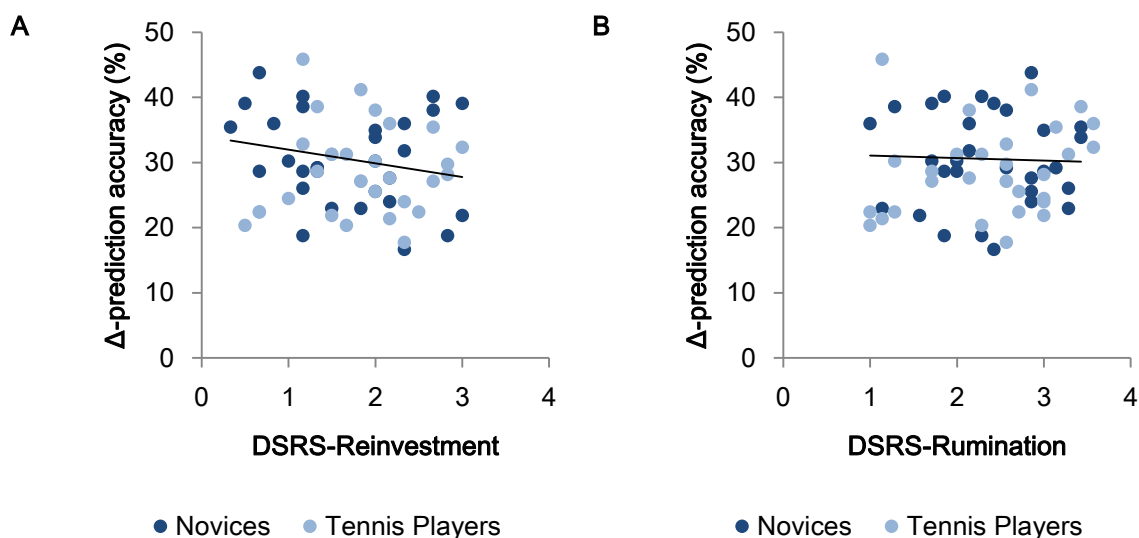 A
Δ-prediction accuracy (%)
50
40
30
20
10
0
0 1 2 3 4
DSRS-Reinvestment
Novices Tennis Players
B
Δ-prediction accuracy (%)
50
40
30
20
10
0
0 1 2 3 4
DSRS-Rumination
Novices Tennis Players